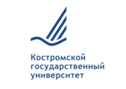 Костромской
государственный
университет